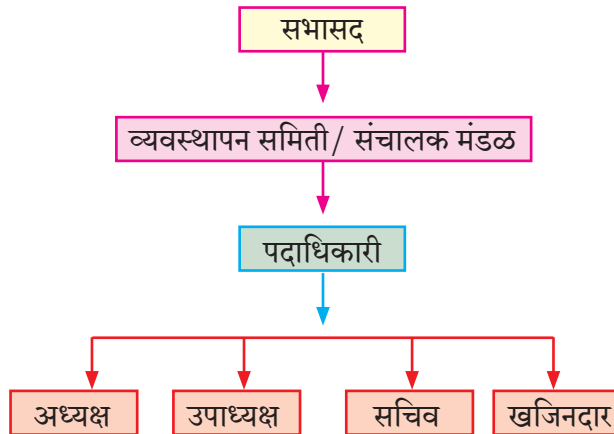 सभासद
व्यवस्थापन समिती/ संचालक मंडळ
पदाधिकारी
अध्यक्ष उपाध्यक्ष सचिव खजिनदार